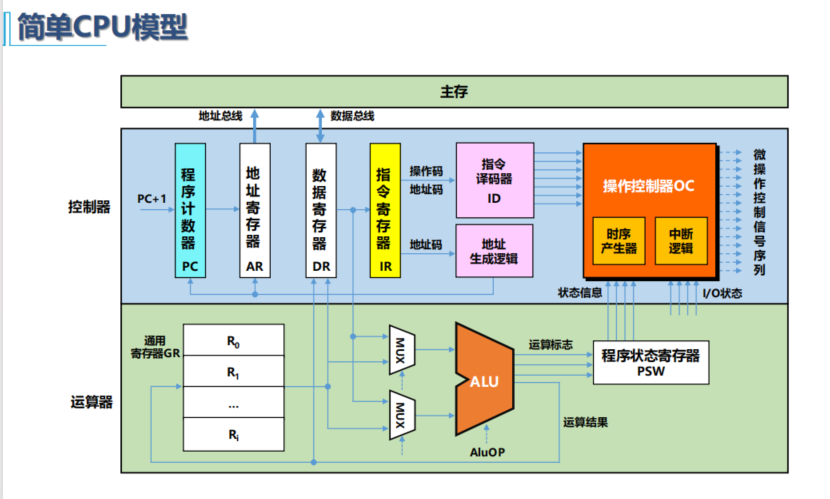 简单CPU模型
主存
地址总线
数据总线
控制器
PC+1
程序计数器
PC
地址寄存器
AR
数据寄存器
DR
指令寄存器
IR
操作码
地址码
地址码
指令
译码器
ID
地址
生成逻辑
操作控制器OC
时序
产生器
中断
逻辑
微操作控制信号序列
状态信息
I/O状态
运算器
通用
寄存器GR
R0
R1
...
Ri
MUX
MUX
ALU
AluOP
运算标志
运算结果
程序状态寄存器
PSW